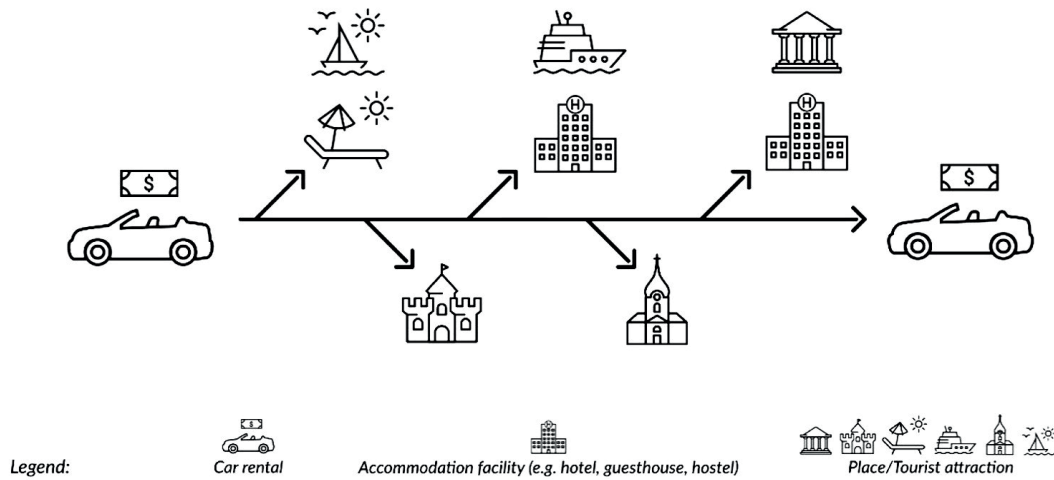 $
$
H
H
$
Legend:
Car rental
Accommodation facility (e.g. hotel, guesthouse, hostel)
Place/Tourist attraction